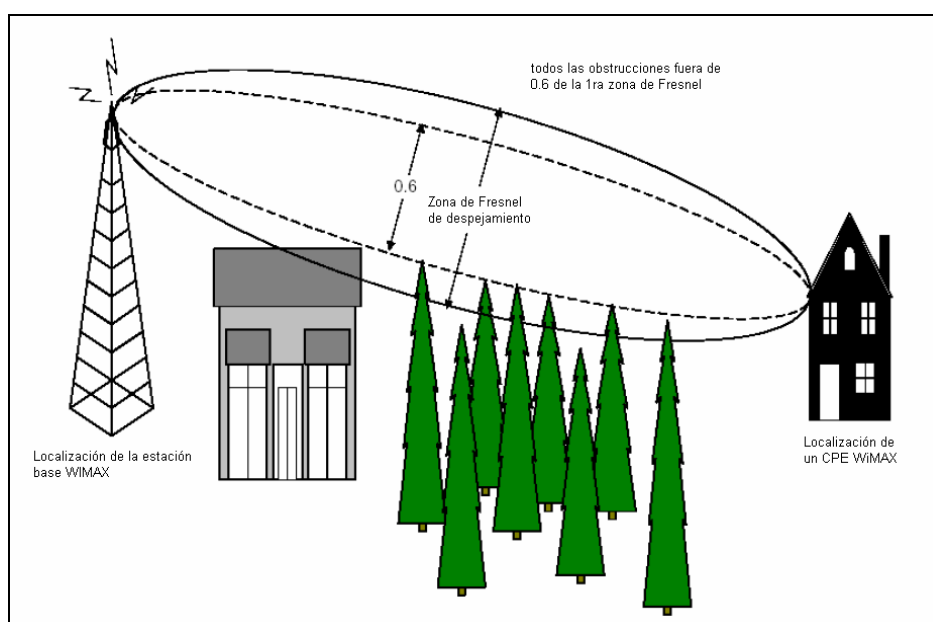 todos las obstrucciones fuera de
0.6 de la 1ra zona de Fresnel
0.6
Zona de Fresnel
de despejamiento
Localización de la estación
base WIMAX
Localización de
un CPE WiMAX